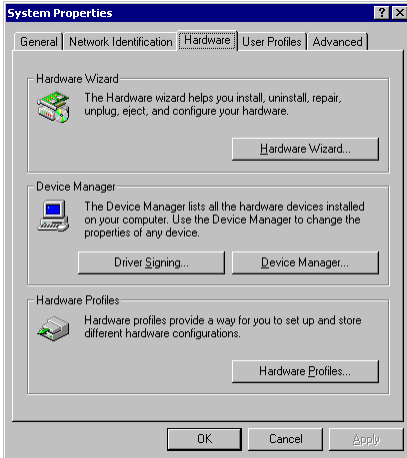 System Properties
General Network Identification Hardware User Profiles Advanced
Hardware Wizard
The Hardware wizard helps you install, uninstall, repair,
unplug, eject, and configure your hardware.
Hardware Wizard...
Device Manager
The Device Manager lists all the hardware devices installed
on your computer. Use the Device Manager to change the
properties of any device.
Driver Signing... Device Manager...
Hardware Profiles
Hardware profiles provide a way for you to set up and store
different hardware configurations.
Hardware Profiles...
OK Cancel Apply